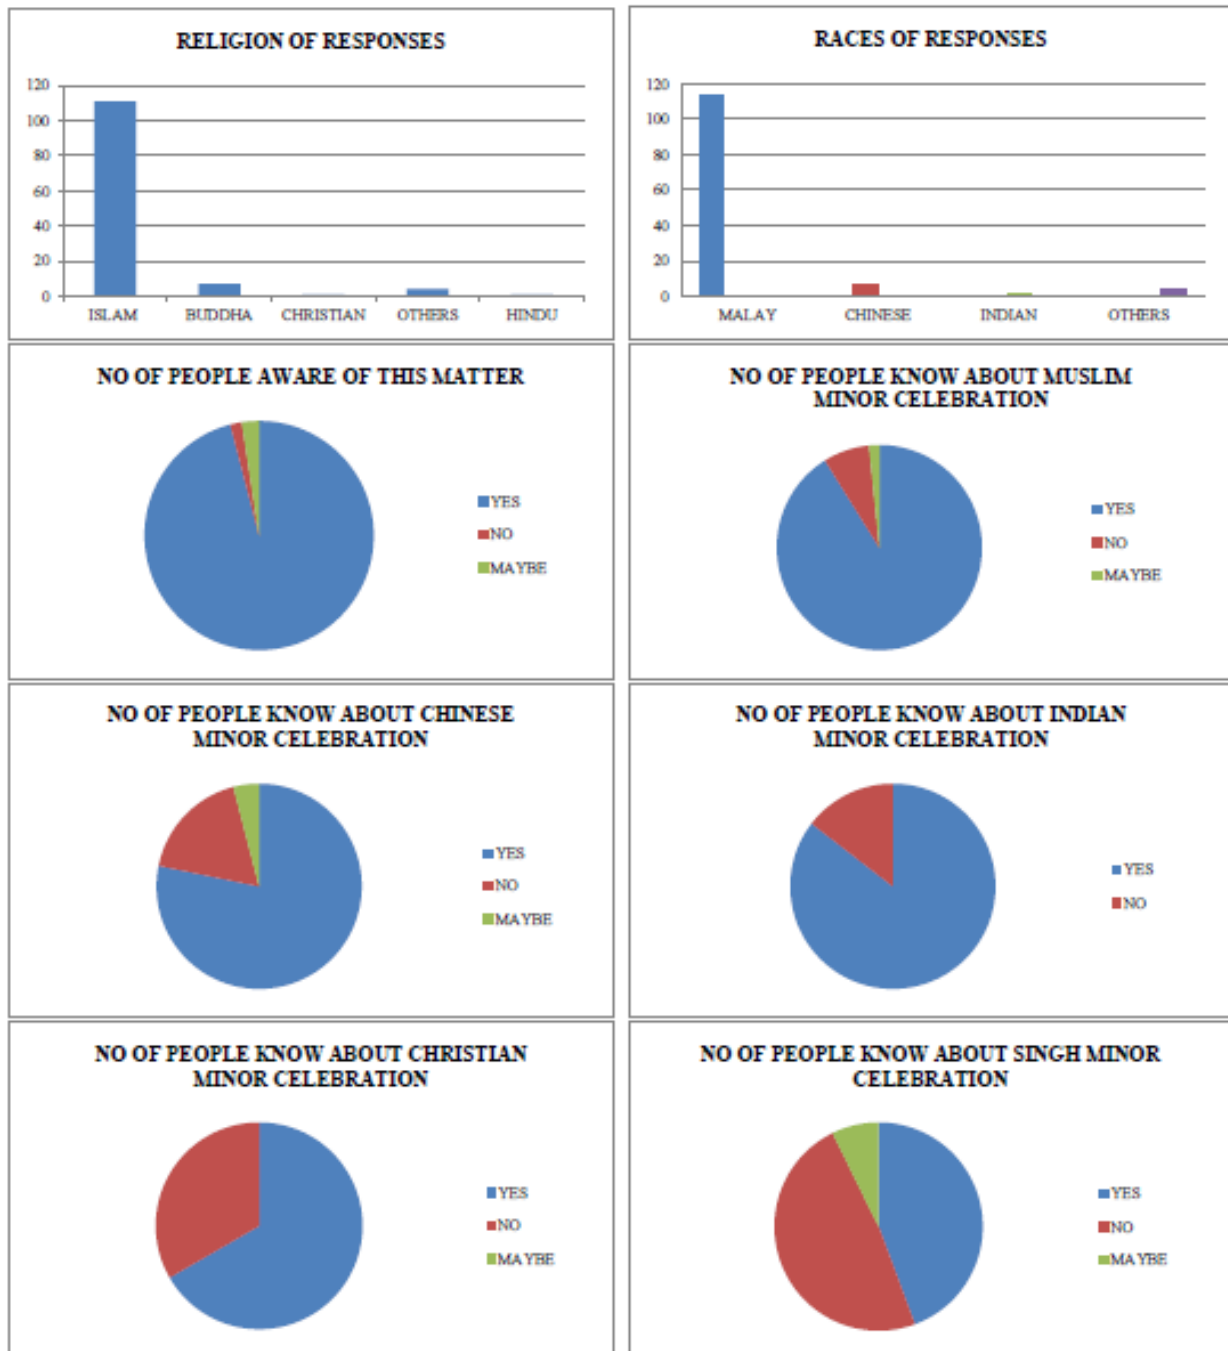 RELIGION OF RESPONSES
120
100
80
60
40
20
0
ISLAM BUDDHA CHRISTIAN OTHERS HINDU
RACES OF RESPONSES
120
100
80
60
40
20
0
MALAY CHINESE INDIAN OTHERS
NO OF PEOPLE AWARE OF THIS MATTER
YES
NO
MAYBE
NO OF PEOPLE KNOW ABOUT MUSLIM
MINOR CELEBRATION
YES
NO
MAYBE
NO OF PEOPLE KNOW ABOUT CHINESE
MINOR CELEBRATION
YES
NO
MAYBE
NO OF PEOPLE KNOW ABOUT INDIAN
MINOR CELEBRATION
YES
NO
NO OF PEOPLE KNOW ABOUT CHRISTIAN
MINOR CELEBRATION
YES
NO
MAYBE
NO OF PEOPLE KNOW ABOUT SINGH MINOR
CELEBRATION
YES
NO
MAYBE